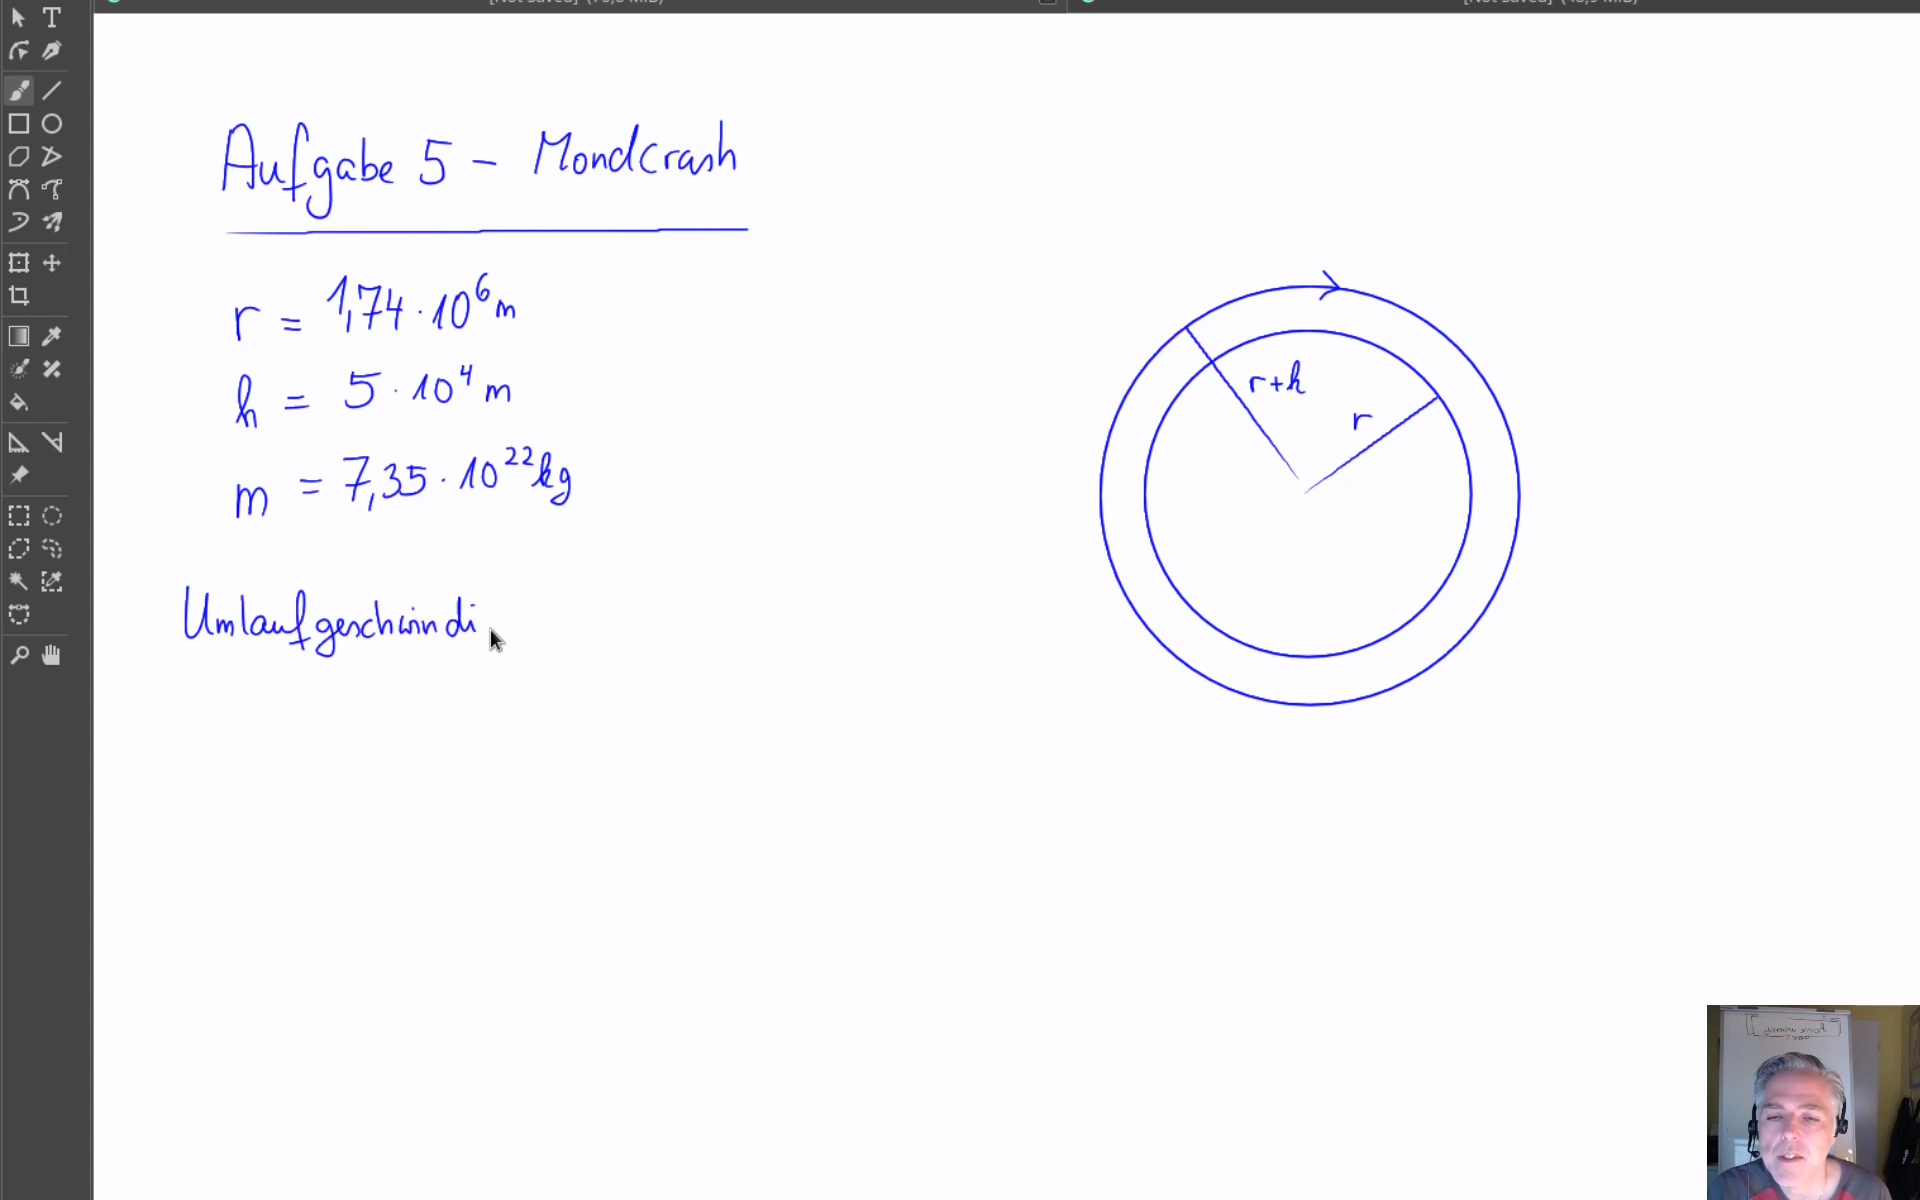 Aufgabe 5 - Mondcrash
r = 1,74 · 10⁶ m
h = 5 · 10⁴ m
m = 7,35 · 10²² kg
Umlaufgeschwindi
r+h
r